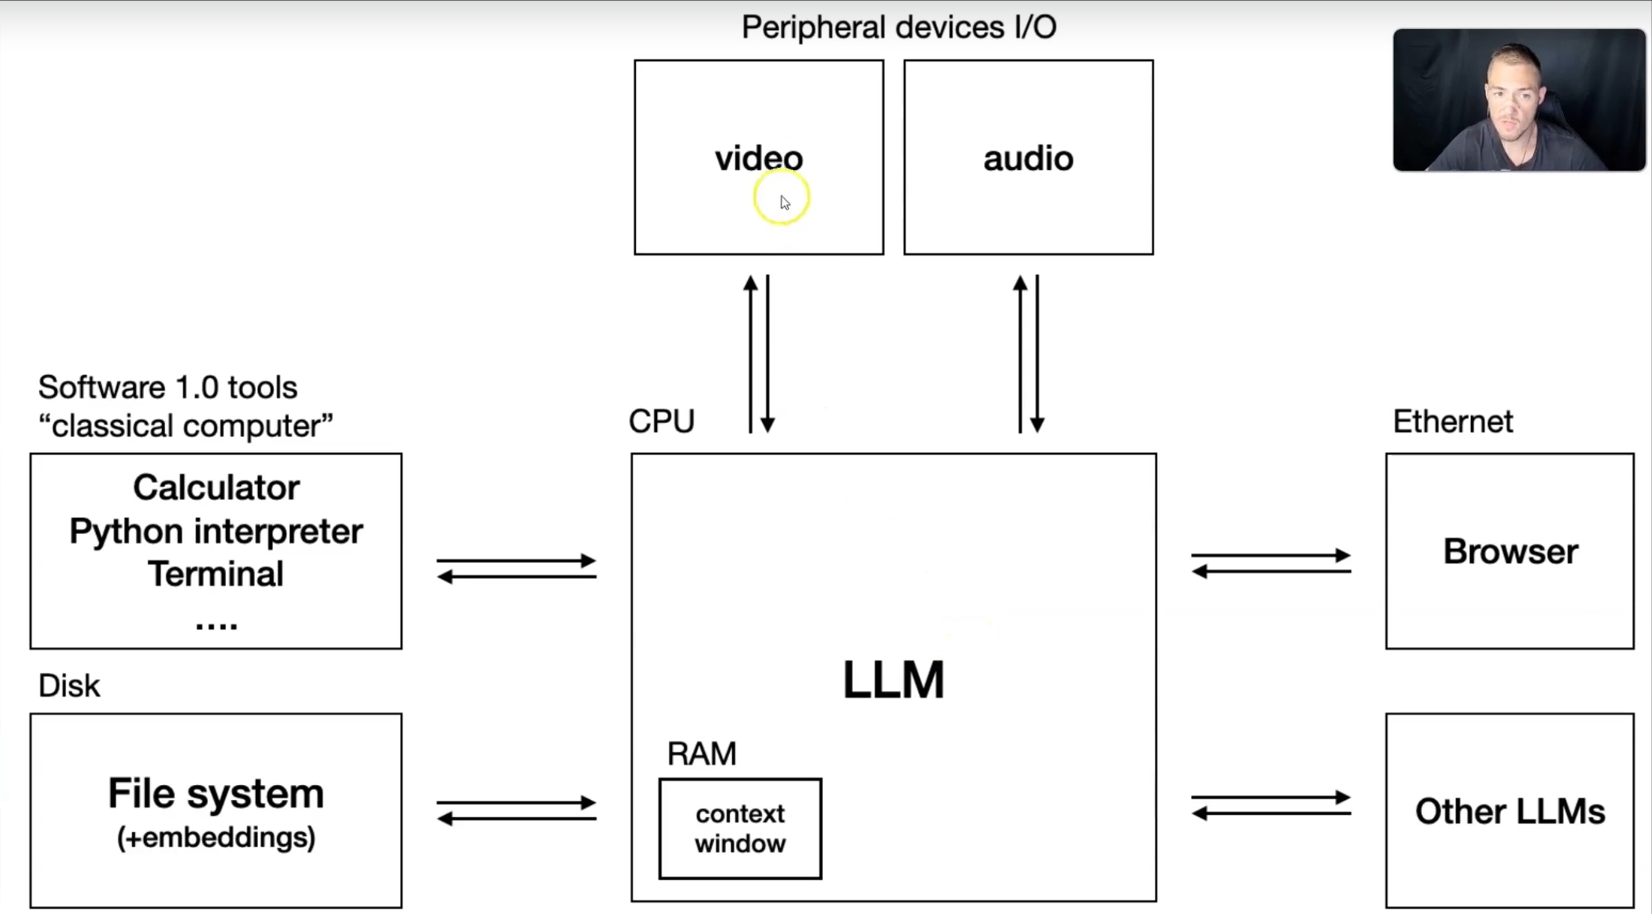 Peripheral devices I/O
video
audio
Software 1.0 tools
“classical computer”
CPU
Ethernet
Calculator
Python interpreter
Terminal
....
Browser
LLM
Disk
RAM
File system
(+embeddings)
context
window
Other LLMs